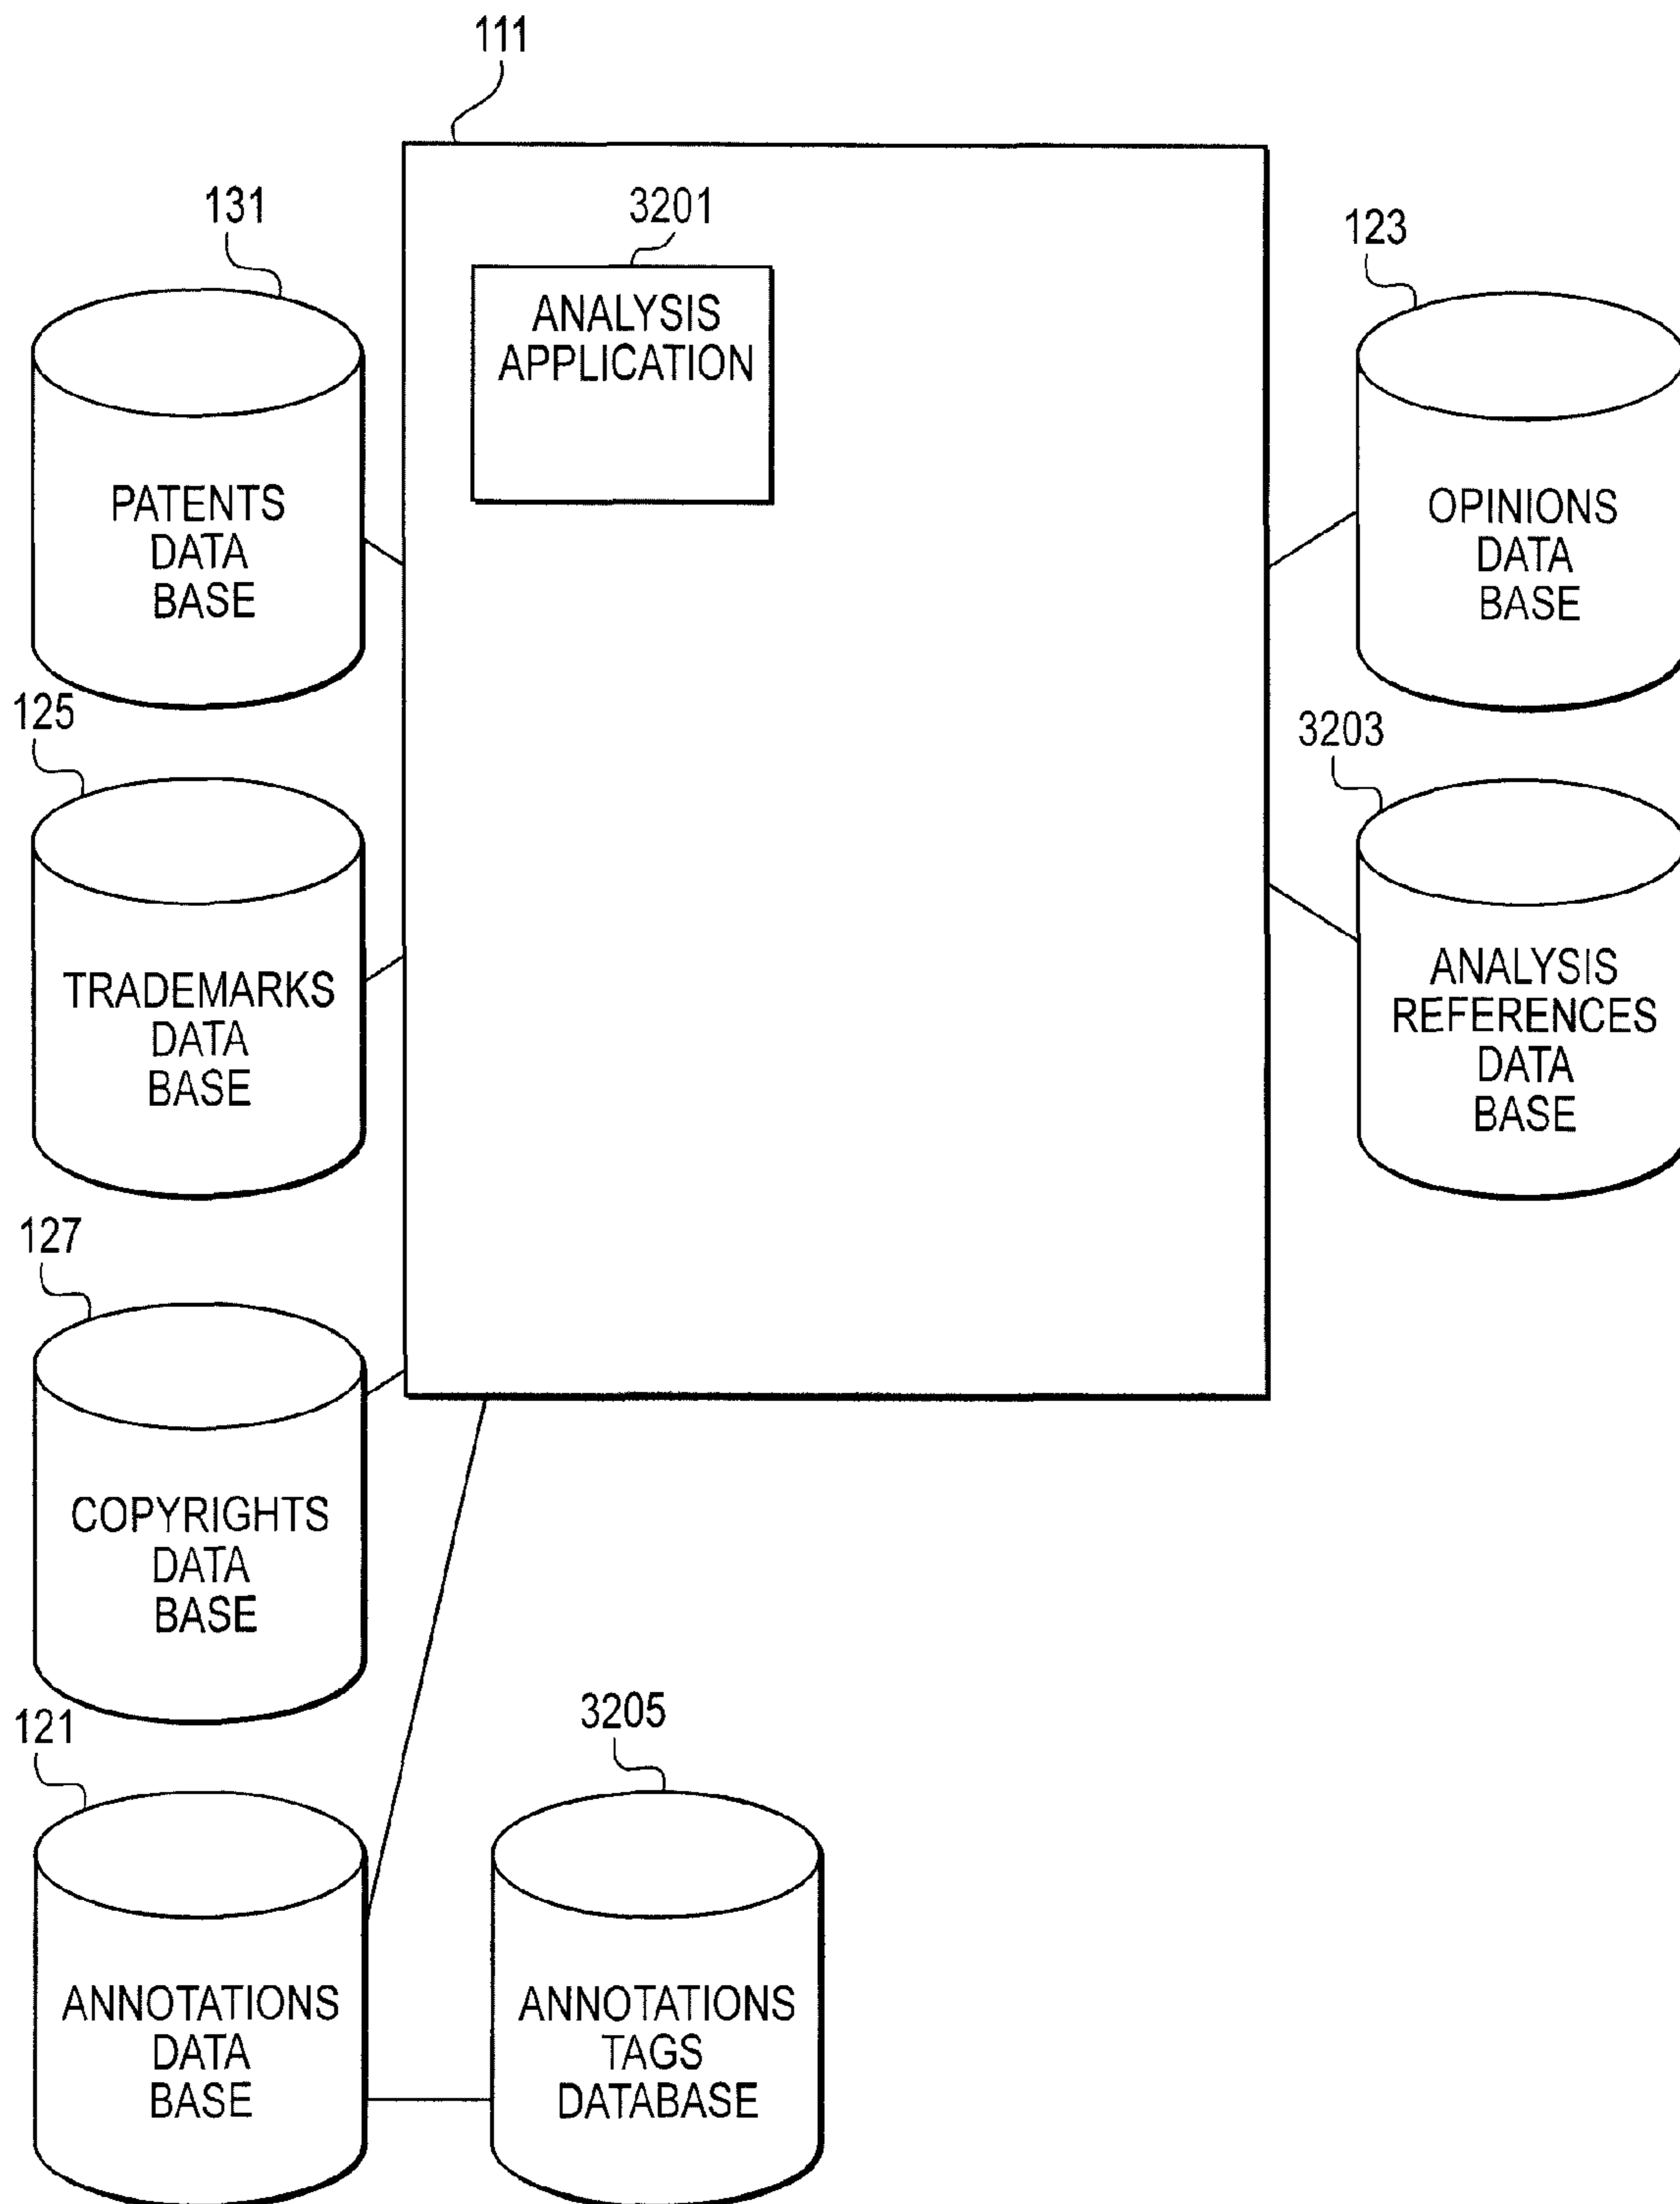 111
131
3201
123
ANALYSIS
APPLICATION
PATENTS
DATA
BASE
OPINIONS
DATA
BASE
125
3203
TRADEMARKS
DATA
BASE
ANALYSIS
REFERENCES
DATA
BASE
127
COPYRIGHTS
DATA
BASE
121
3205
ANNOTATIONS
DATA
BASE
ANNOTATIONS
TAGS
DATABASE